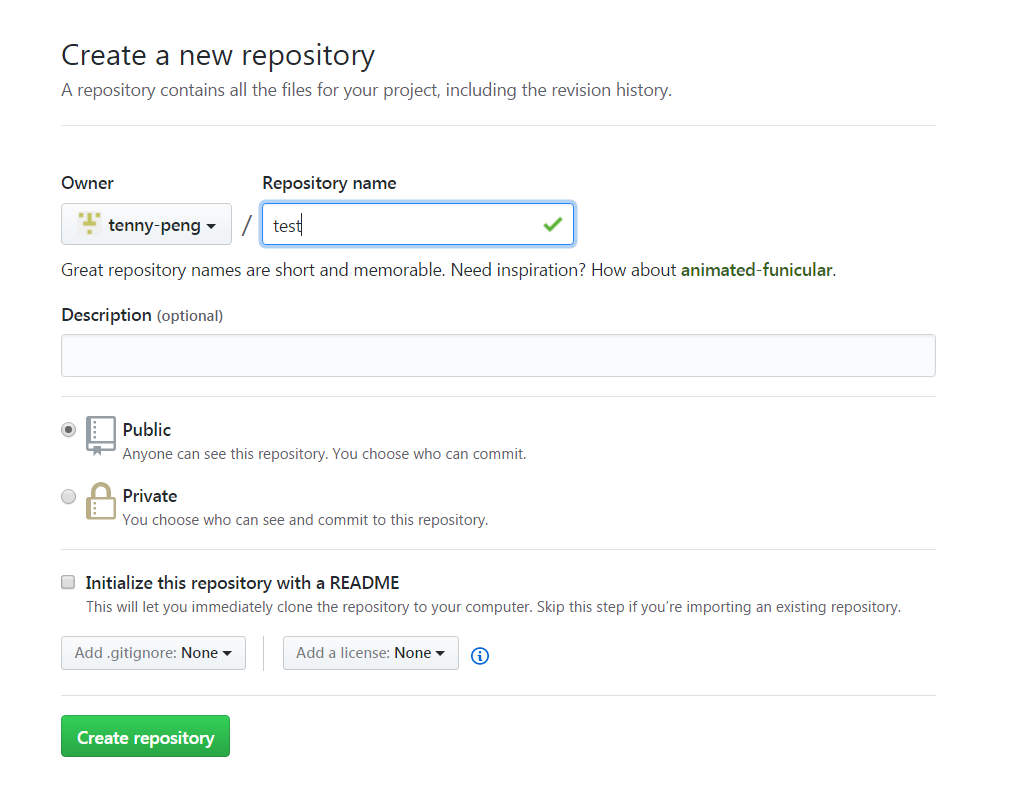 Create a new repository
A repository contains all the files for your project, including the revision history.
Owner
Repository name
tenny-peng
/
test
Great repository names are short and memorable. Need inspiration? How about animated-funicular.
Description (optional)
Public
Anyone can see this repository. You choose who can commit.
Private
You choose who can see and commit to this repository.
Initialize this repository with a README
This will let you immediately clone the repository to your computer. Skip this step if you’re importing an existing repository.
Add .gitignore: None
Add a license: None
Create repository